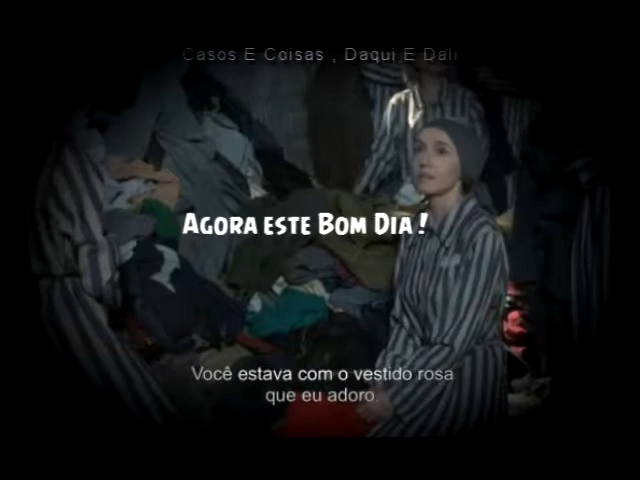 Casos E Coisas , Daqui E Dali
AGORA ESTE BOM DIA !
Você estava com o vestido rosa
que eu adoro.